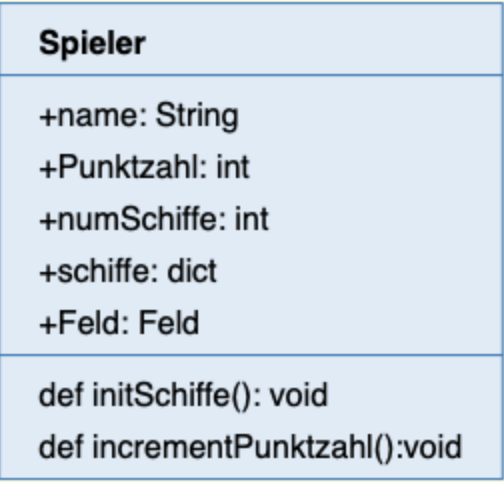 Spieler
+name: String
+Punktzahl: int
+numSchiffe: int
+schiffe: dict
+Feld: Feld
def initSchiffe(): void
def incrementPunktzahl():void